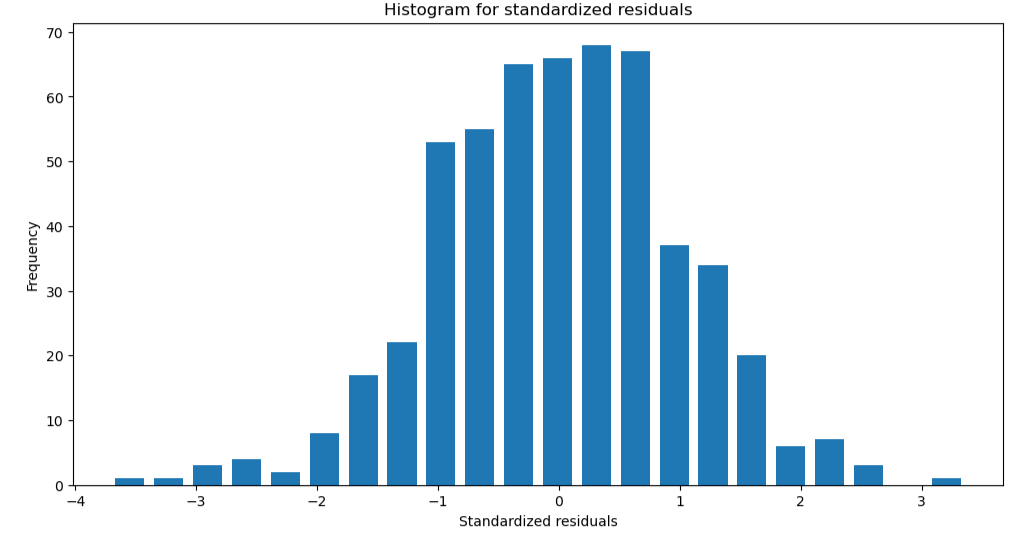 Histogram for standardized residuals
70
60
50
40
30
20
10
0
Frequency
−4 −3 −2 −1 0 1 2 3
Standardized residuals